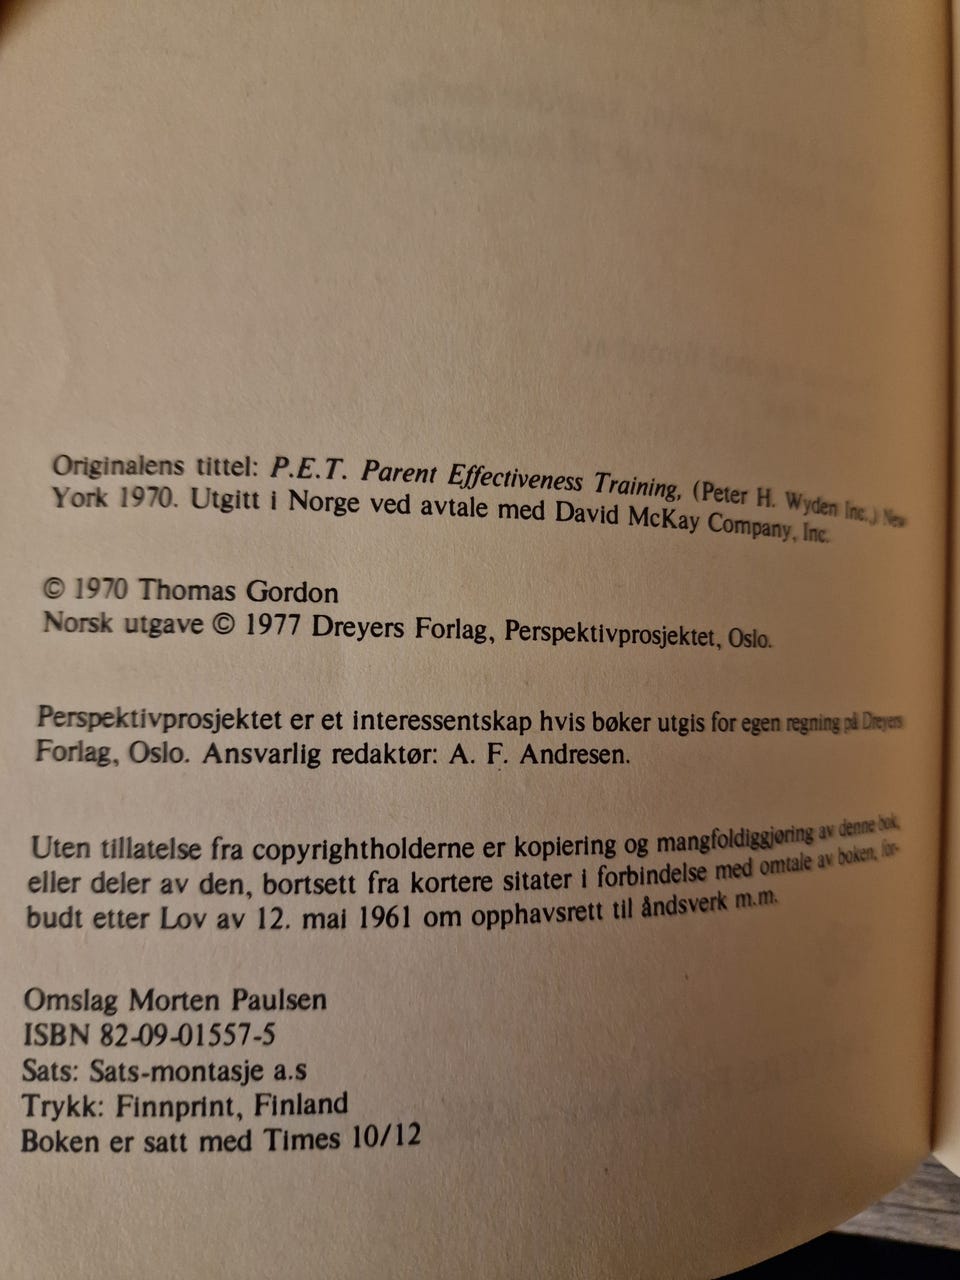 Originalens tittel: P.E.T. Parent Effectiveness Training, (Peter H. Wyden Inc.) New
York 1970. Utgitt i Norge ved avtale med David McKay Company, Inc.
© 1970 Thomas Gordon
Norsk utgave © 1977 Dreyers Forlag, Perspektivprosjektet, Oslo.
Perspektivprosjektet er et interessentskap hvis bøker utgis for egen regning på Dreyers
Forlag, Oslo. Ansvarlig redaktør: A. F. Andresen.
Uten tillatelse fra copyrightholderne er kopiering og mangfoldiggjøring av denne bok,
eller deler av den, bortsett fra kortere sitater i forbindelse med omtale av boken, for-
budt etter Lov av 12. mai 1961 om opphavsrett til åndsverk m.m.
Omslag Morten Paulsen
ISBN 82-09-01557-5
Sats: Sats-montasje a.s
Trykk: Finnprint, Finland
Boken er satt med Times 10/12